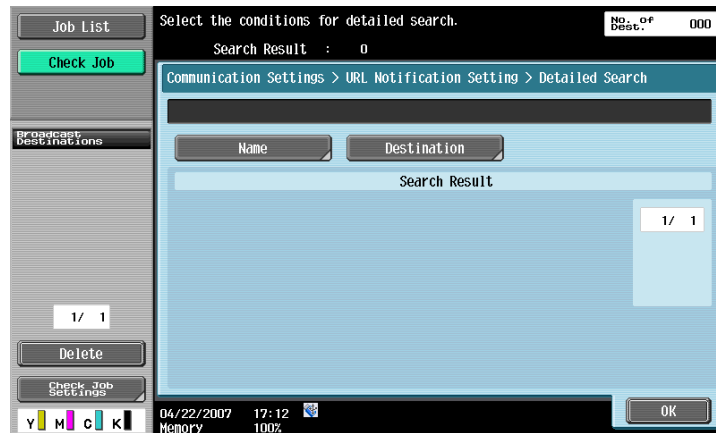 Job List
Check Job
Broadcast
Destinations
1/ 1
Delete
Check Job
Settings
Y M C K
Select the conditions for detailed search.
No. of
Dest. 000
Search Result : 0
Communication Settings > URL Notification Setting > Detailed Search
Name Destination
Search Result
1/ 1
04/22/2007 17:12
Memory 100%
OK